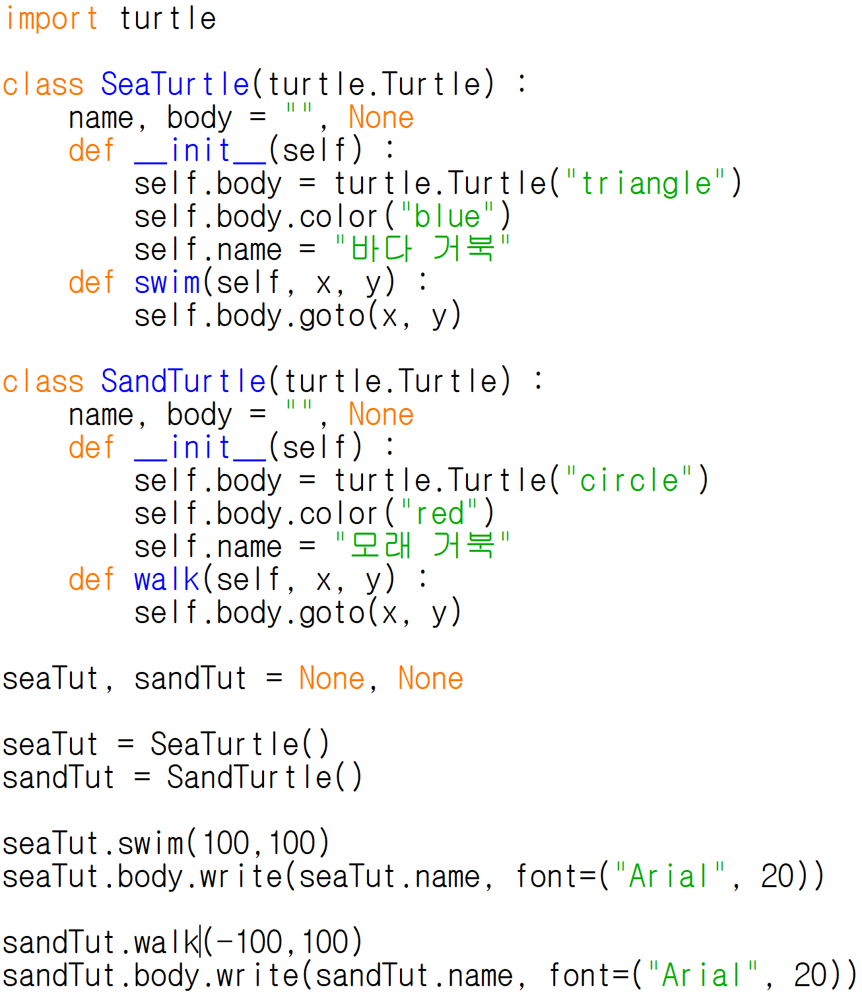 import turtle
class SeaTurtle(turtle.Turtle) :
    name, body = "", None
    def __init__(self) :
        self.body = turtle.Turtle("triangle")
        self.body.color("blue")
        self.name = "바다 거북"
    def swim(self, x, y) :
        self.body.goto(x, y)
class SandTurtle(turtle.Turtle) :
    name, body = "", None
    def __init__(self) :
        self.body = turtle.Turtle("circle")
        self.body.color("red")
        self.name = "모래 거북"
    def walk(self, x, y) :
        self.body.goto(x, y)
seaTut, sandTut = None, None
seaTut = SeaTurtle()
sandTut = SandTurtle()
seaTut.swim(100,100)
seaTut.body.write(seaTut.name, font=("Arial", 20))
sandTut.walk(-100,100)
sandTut.body.write(sandTut.name, font=("Arial", 20))